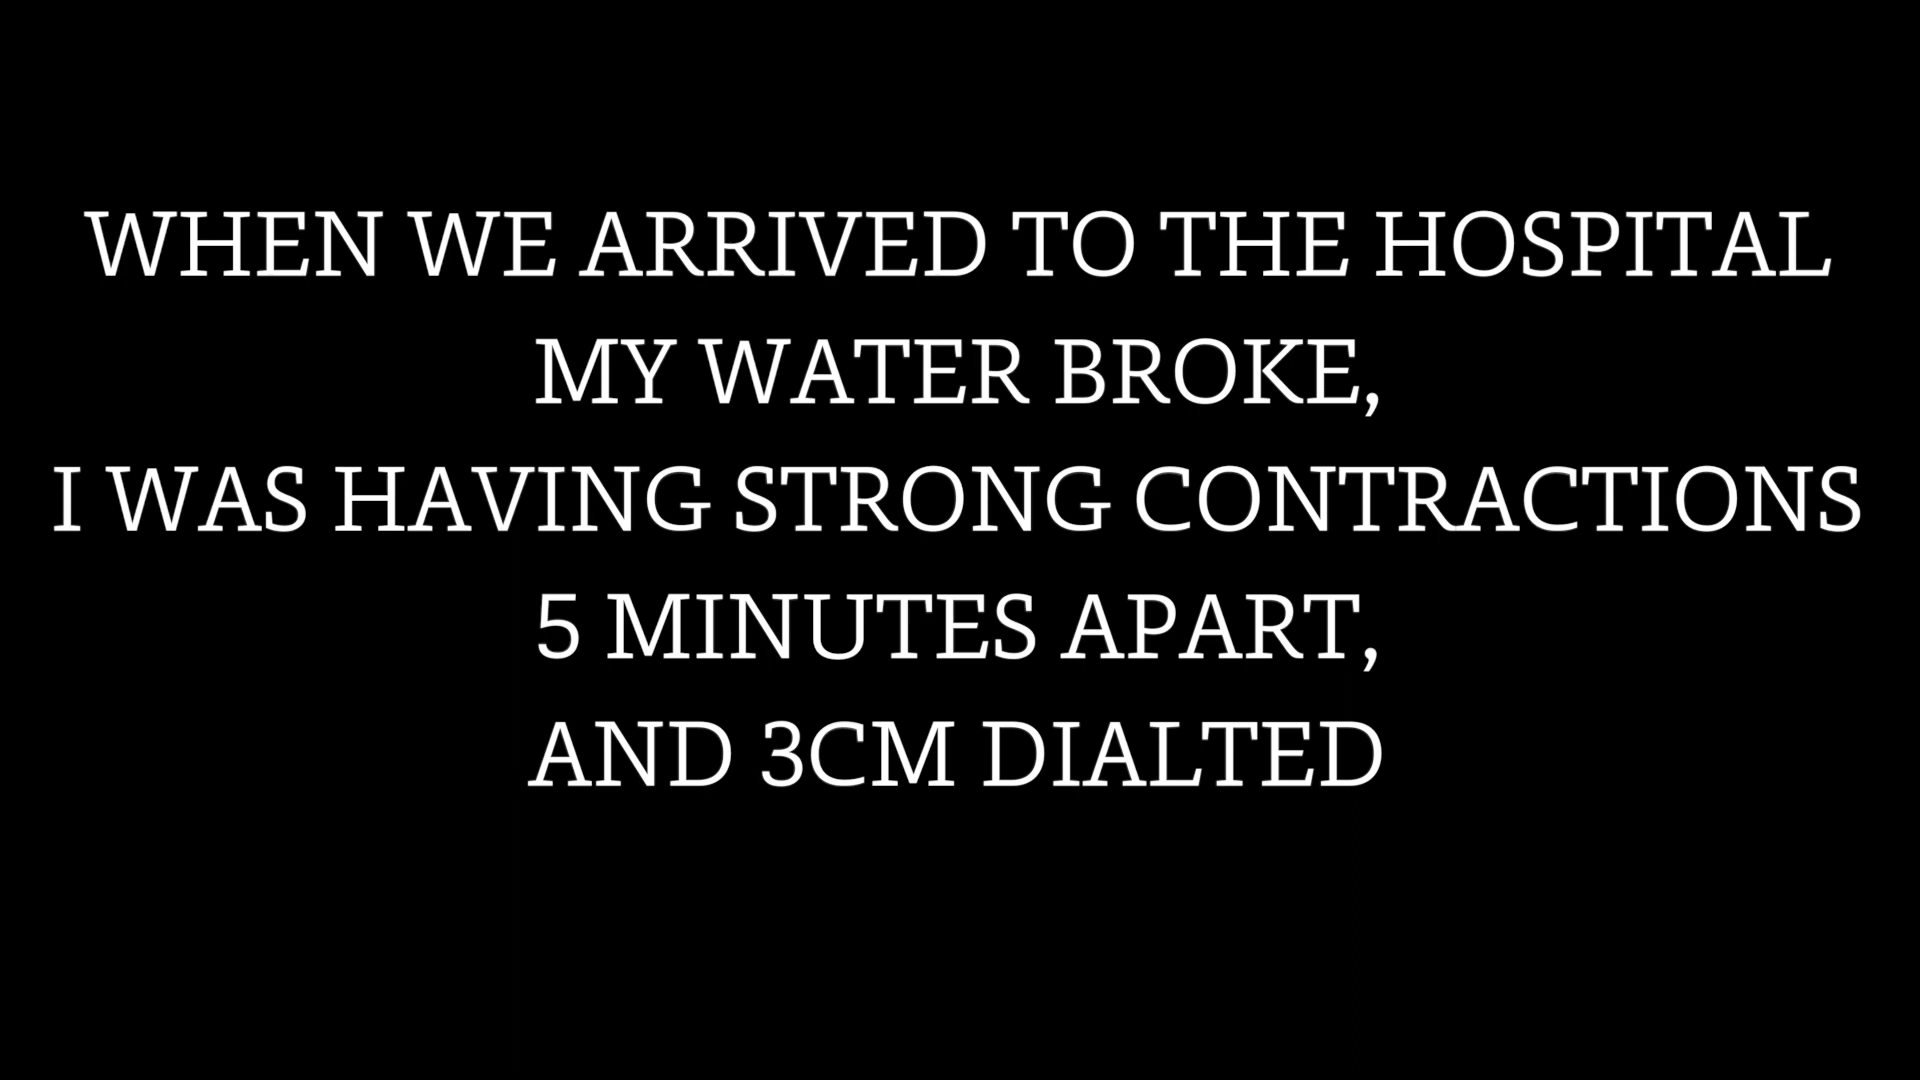 WHEN WE ARRIVED TO THE HOSPITAL
MY WATER BROKE,
I WAS HAVING STRONG CONTRACTIONS
5 MINUTES APART,
AND 3CM DIALTED